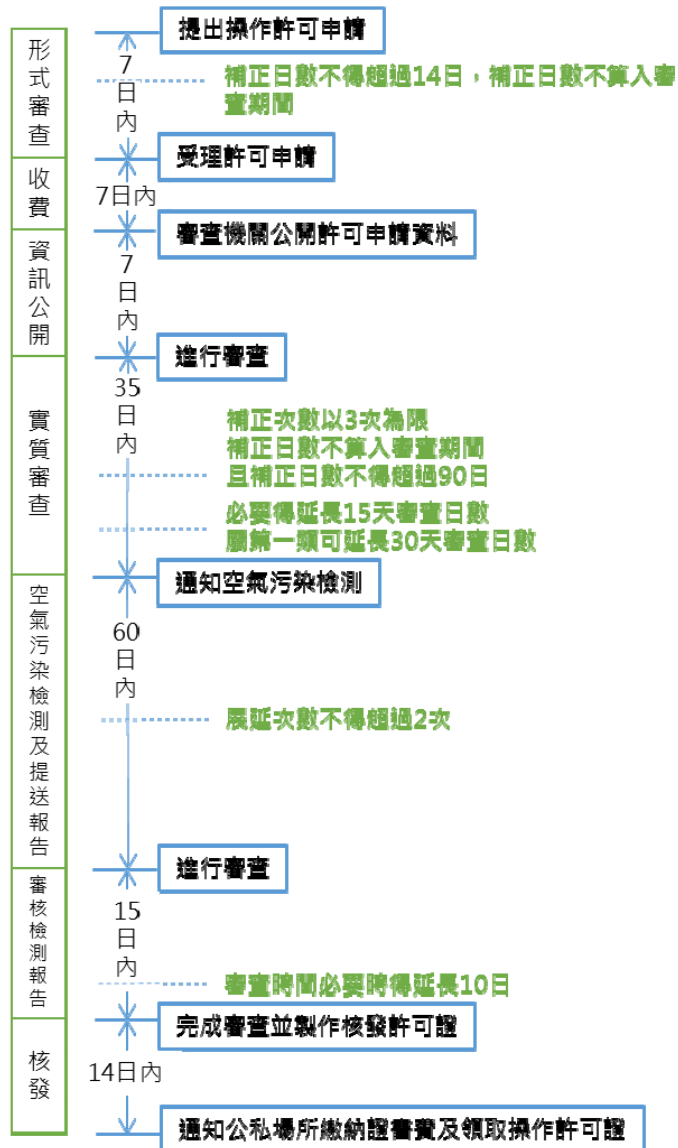 形式審查
提出操作許可申請
7日內
補正日數不得超過14日，補正日數不算入審
查期間
受理許可申請
收費
7日內
審查機關公開許可申請資料
資訊公開
7日內
進行審查
實質審查
35日內
補正次數以3次為限
補正日數不算入審查期間
且補正日數不得超過90日
必要得延長15天審查日數
屬第一類可延長30天審查日數
通知空氣污染檢測
空氣污染檢測及提送報告
60日內
展延次數不得超過2次
進行審查
審核檢測報告
15日內
審查時間必要時得延長10日
完成審查並製作核發許可證
核發
14日內
通知公私場所繳納證審費及領取操作許可證